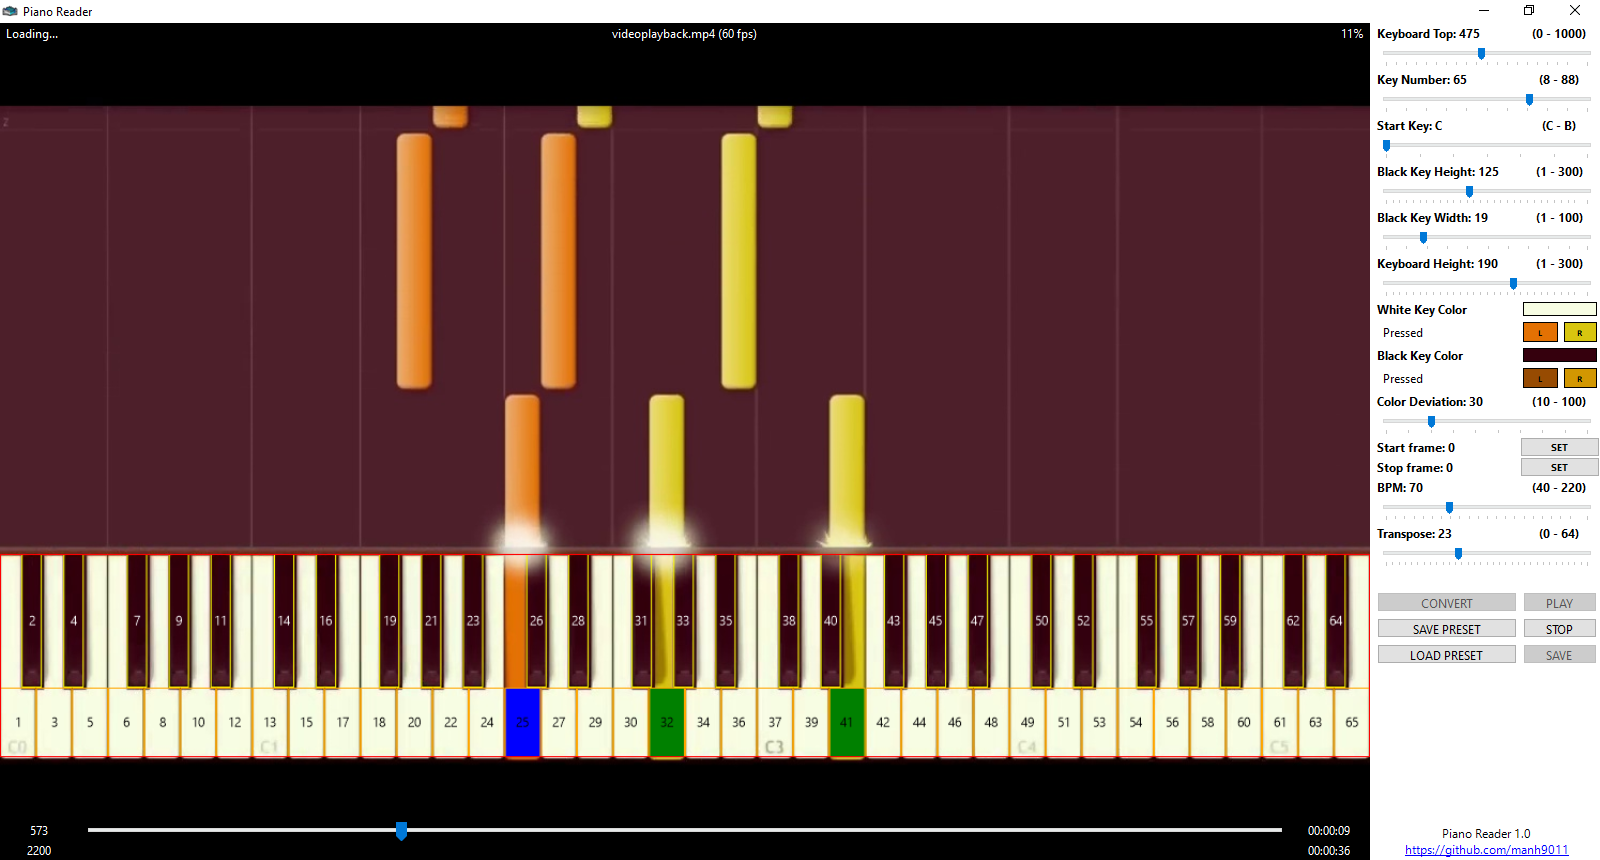 Piano Reader
Loading...
videoplayback.mp4 (60 fps)
11%
Keyboard Top: 475 (0 - 1000)
Key Number: 65 (8 - 88)
Start Key: C (C - B)
Black Key Height: 125 (1 - 300)
Black Key Width: 19 (1 - 100)
Keyboard Height: 190 (1 - 300)
White Key Color
Pressed L R
Black Key Color
Pressed L R
Color Deviation: 30 (10 - 100)
Start frame: 0 SET
Stop frame: 0 SET
BPM: 70 (40 - 220)
Transpose: 23 (0 - 64)
CONVERT PLAY
SAVE PRESET STOP
LOAD PRESET SAVE
2
2 4 7 9 11 14 16 19 21 23 26 28 31 33 35 38 40 43 45 47 50 52 55 57 59 62 64
1 3 5 6 8 10 12 13 15 17 18 20 22 24 25 27 29 30 32 34 36 37 39 41 42 44 46 48 49 51 53 54 56 58 60 61 63 65
C0 C1 C3 C4 C5
573 00:00:09
2200 00:00:36
Piano Reader 1.0
https://github.com/manh9011